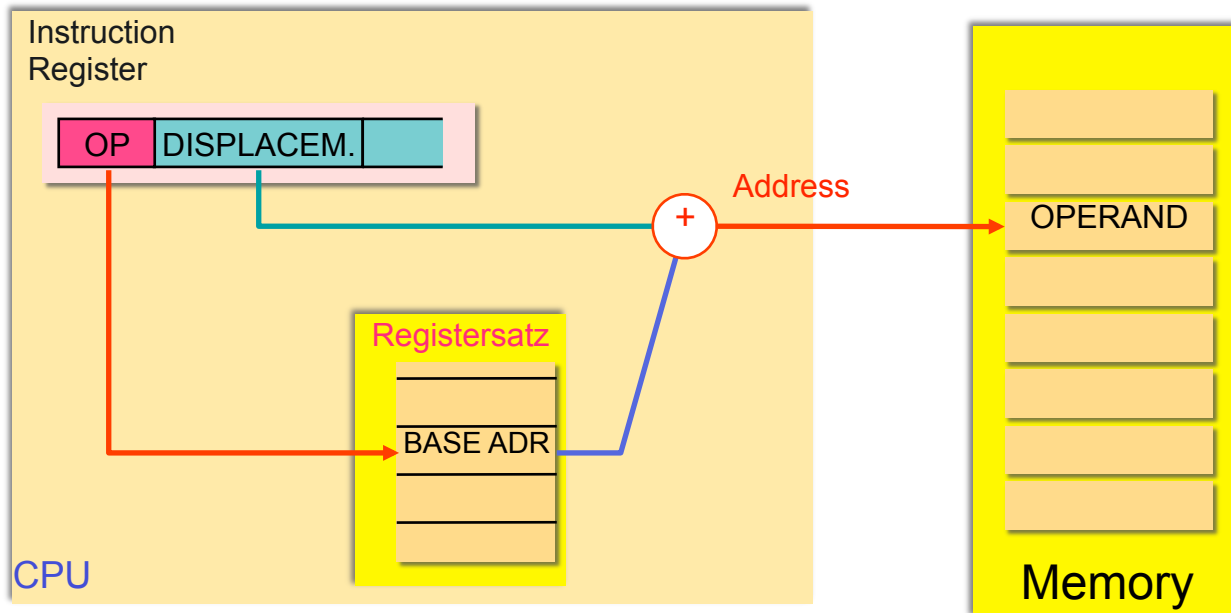 Instruction
Register
OP DISPLACEM.
Address
+
OPERAND
Registersatz
BASE ADR
CPU
Memory